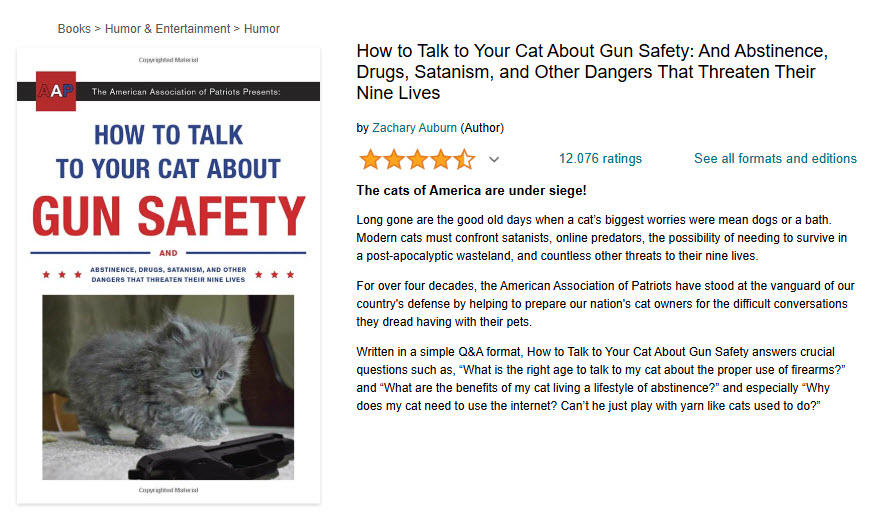 Books > Humor & Entertainment > Humor
Copyrighted Material
AAP
The American Association of Patriots Presents:
HOW TO TALK
TO YOUR CAT ABOUT
GUN SAFETY
AND
ABSTINENCE, DRUGS, SATANISM, AND OTHER
DANGERS THAT THREATEN THEIR NINE LIVES
Copyrighted Material
How to Talk to Your Cat About Gun Safety: And Abstinence,
Drugs, Satanism, and Other Dangers That Threaten Their
Nine Lives
by Zachary Auburn (Author)
12.076 ratings
See all formats and editions
The cats of America are under siege!
Long gone are the good old days when a cat's biggest worries were mean dogs or a bath.
Modern cats must confront satanists, online predators, the possibility of needing to survive in
a post-apocalyptic wasteland, and countless other threats to their nine lives.
For over four decades, the American Association of Patriots have stood at the vanguard of our
country's defense by helping to prepare our nation's cat owners for the difficult conversations
they dread having with their pets.
Written in a simple Q&A format, How to Talk to Your Cat About Gun Safety answers crucial
questions such as, “What is the right age to talk to my cat about the proper use of firearms?”
and “What are the benefits of my cat living a lifestyle of abstinence?” and especially “Why
does my cat need to use the internet? Can’t he just play with yarn like cats used to do?”